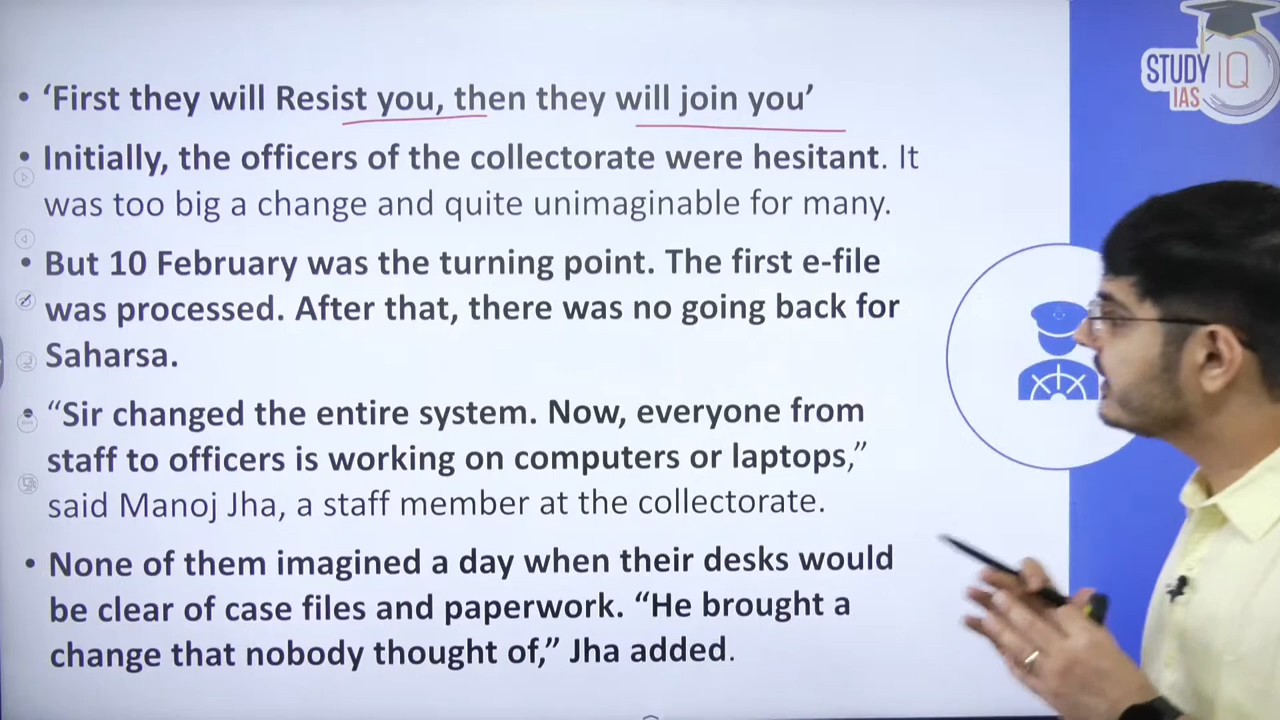 • ‘First they will Resist you, then they will join you’
• Initially, the officers of the collectorate were hesitant. It
was too big a change and quite unimaginable for many.
• But 10 February was the turning point. The first e-file
was processed. After that, there was no going back for
Saharsa.
• “Sir changed the entire system. Now, everyone from
staff to officers is working on computers or laptops,”
said Manoj Jha, a staff member at the collectorate.
• None of them imagined a day when their desks would
be clear of case files and paperwork. “He brought a
change that nobody thought of,” Jha added.
STUDY IQ
IAS